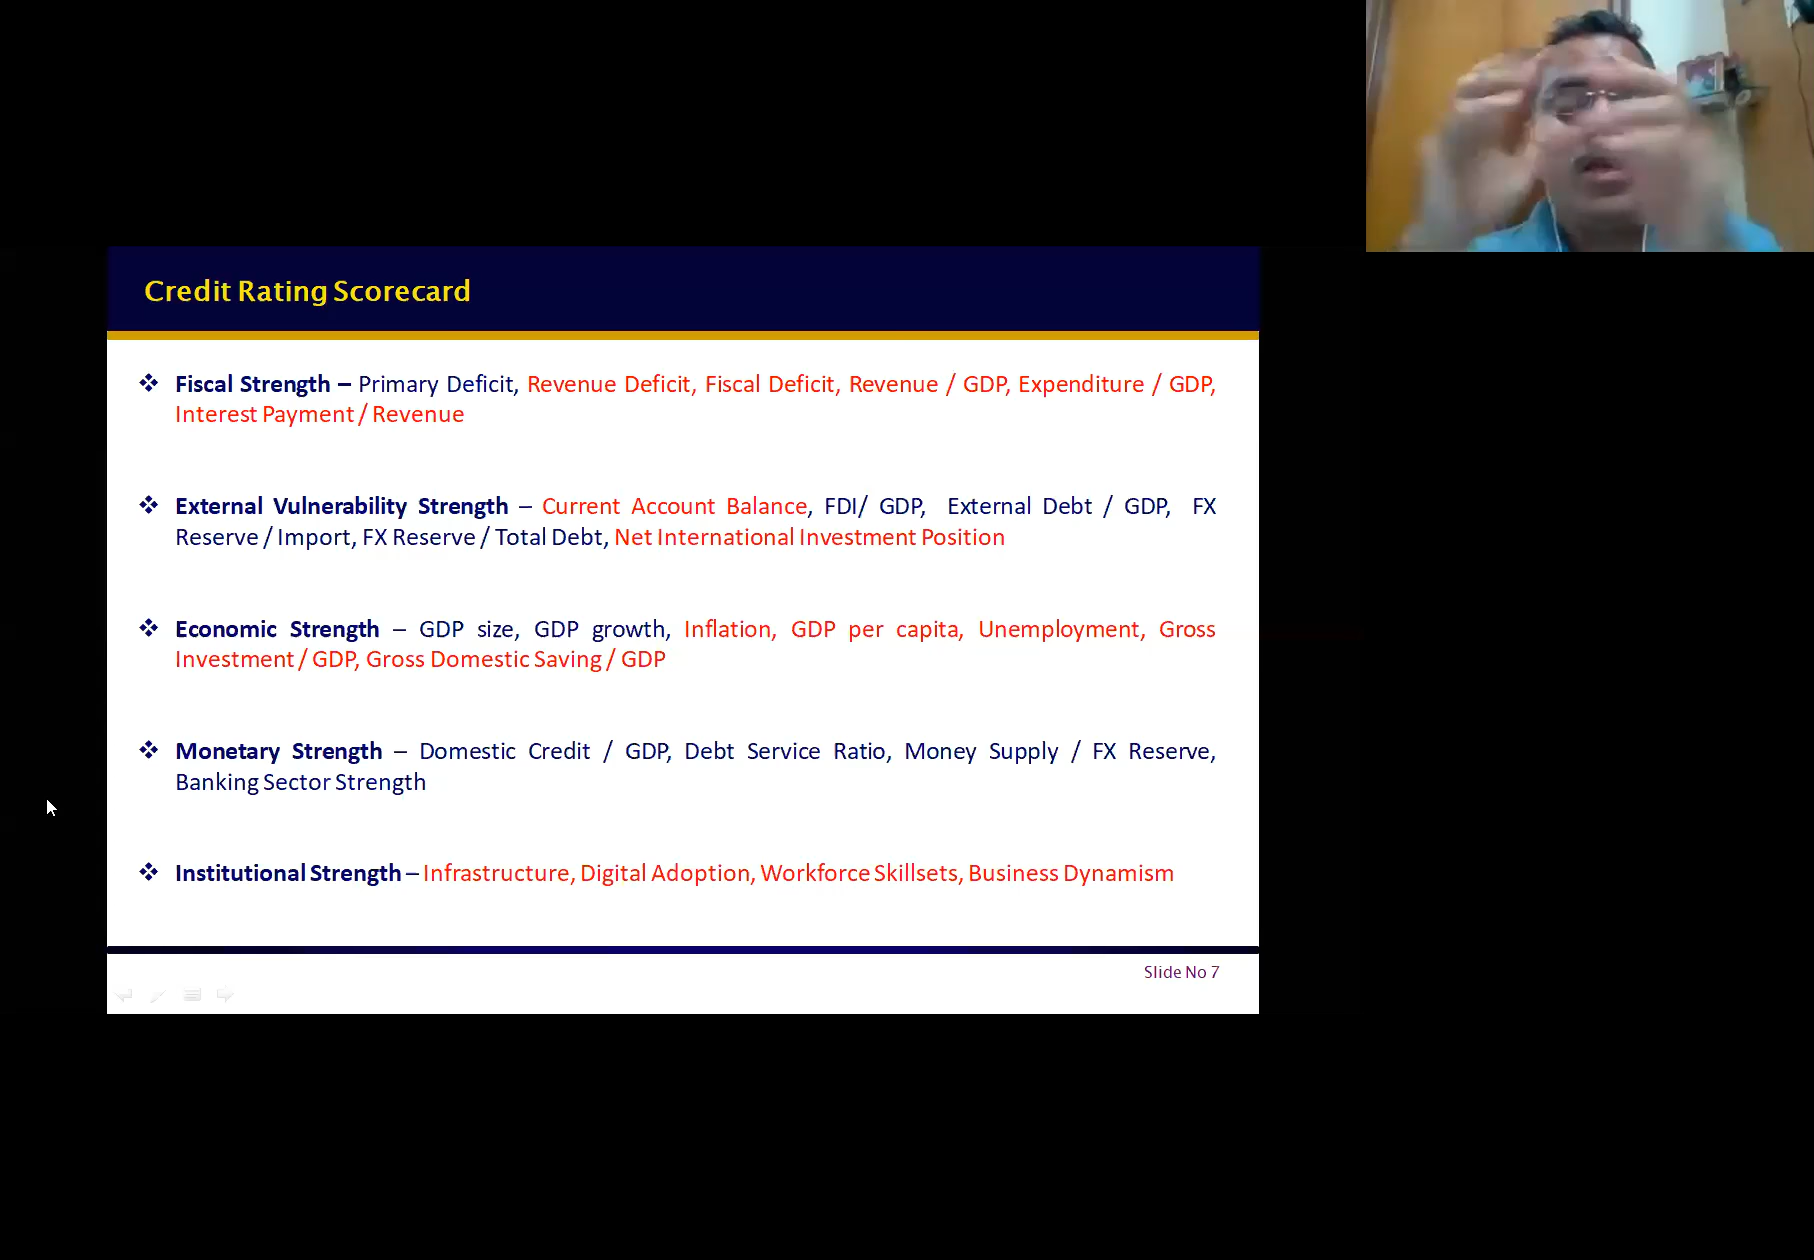 Credit Rating Scorecard
❖ Fiscal Strength – Primary Deficit, Revenue Deficit, Fiscal Deficit, Revenue / GDP, Expenditure / GDP,
Interest Payment / Revenue
❖ External Vulnerability Strength – Current Account Balance, FDI/ GDP, External Debt / GDP, FX
Reserve / Import, FX Reserve / Total Debt, Net International Investment Position
❖ Economic Strength – GDP size, GDP growth, Inflation, GDP per capita, Unemployment, Gross
Investment / GDP, Gross Domestic Saving / GDP
❖ Monetary Strength – Domestic Credit / GDP, Debt Service Ratio, Money Supply / FX Reserve,
Banking Sector Strength
❖ Institutional Strength – Infrastructure, Digital Adoption, Workforce Skillsets, Business Dynamism
Slide No 7